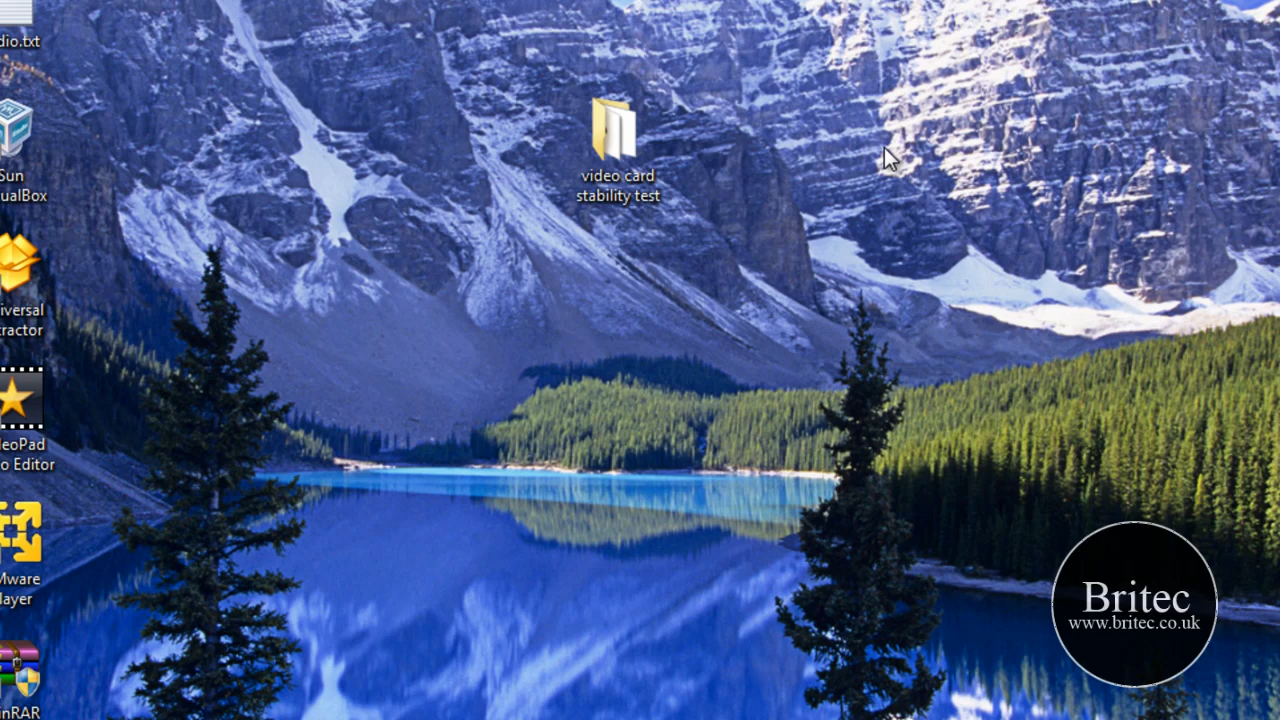 dio.txt
Sun
ualBox
iversal
tractor
leoPad
o Editor
Mware
layer
inRAR
video card
stability test
Britec
www.britec.co.uk